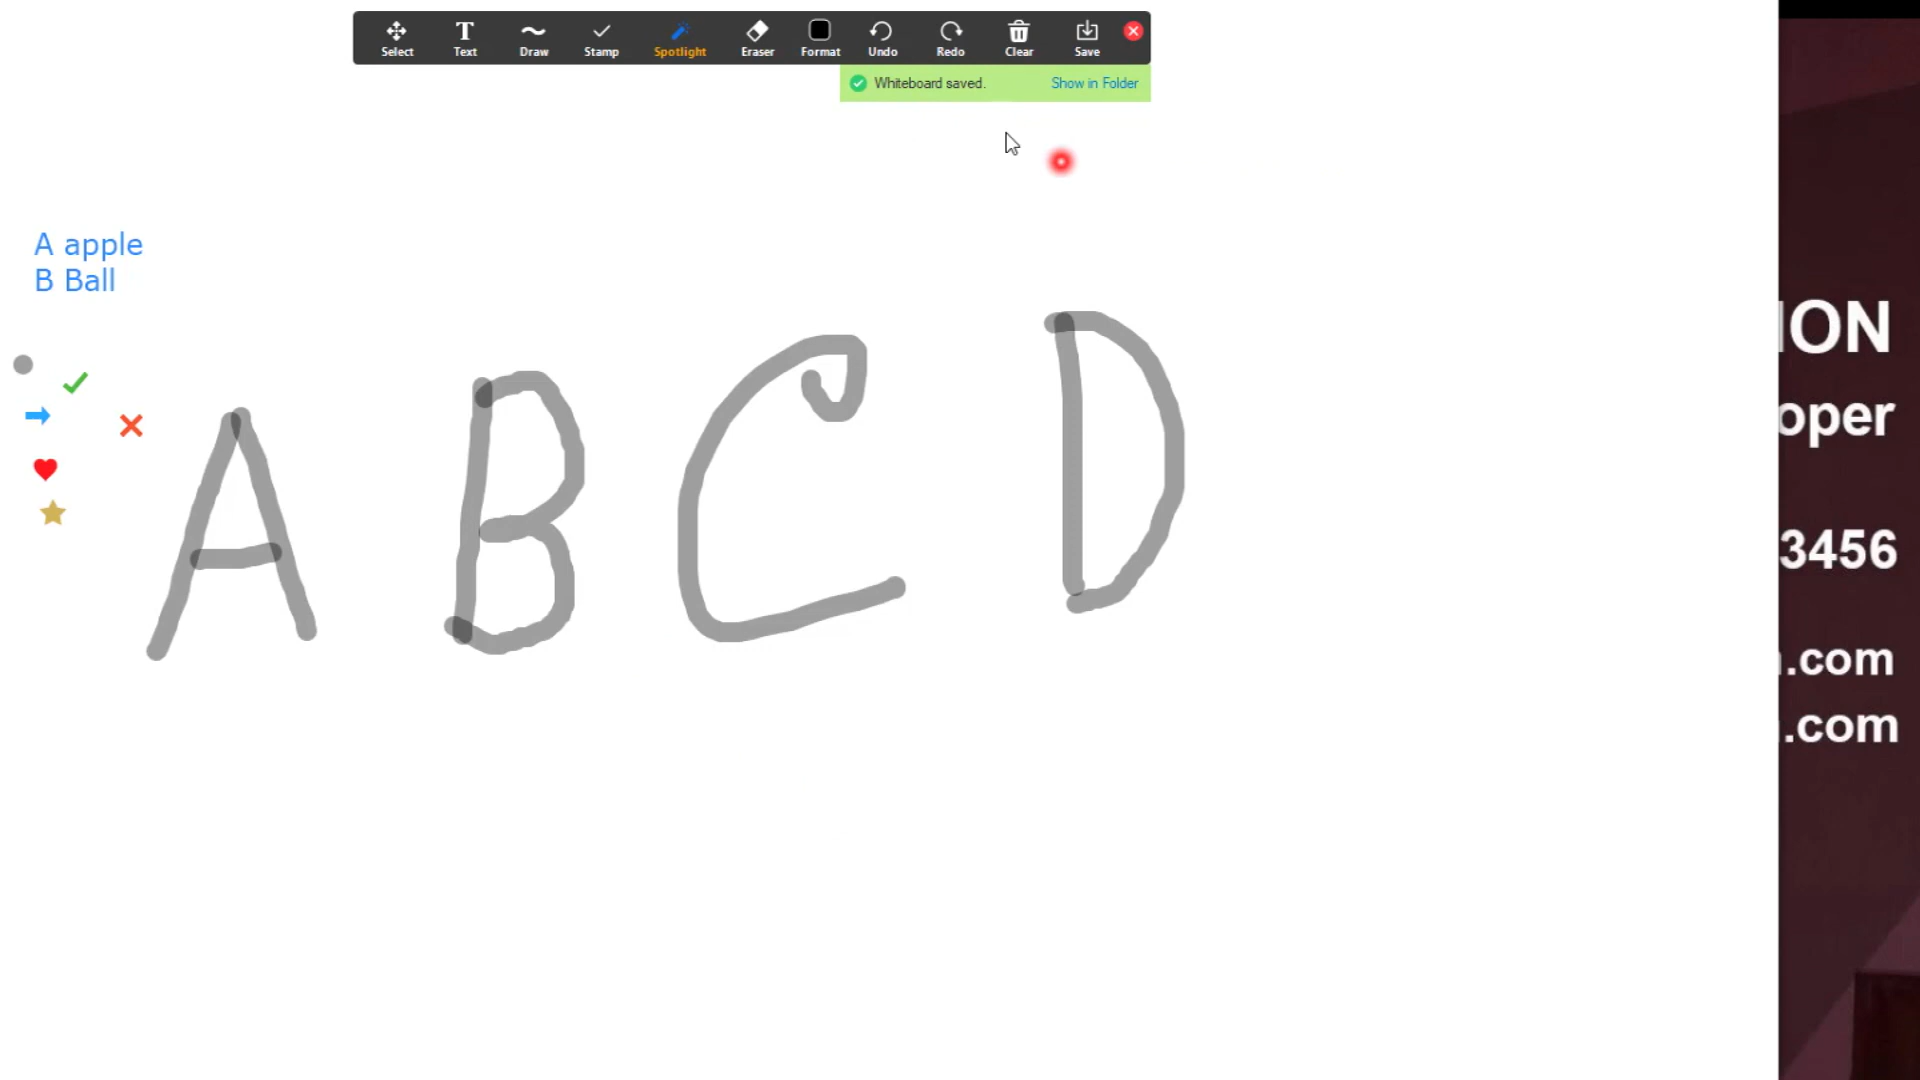 Select Text Draw Stamp Spotlight Eraser Format Undo Redo Clear Save
Whiteboard saved. Show in Folder
A apple
B Ball
A B C D
ION
oper
3456
.com
.com